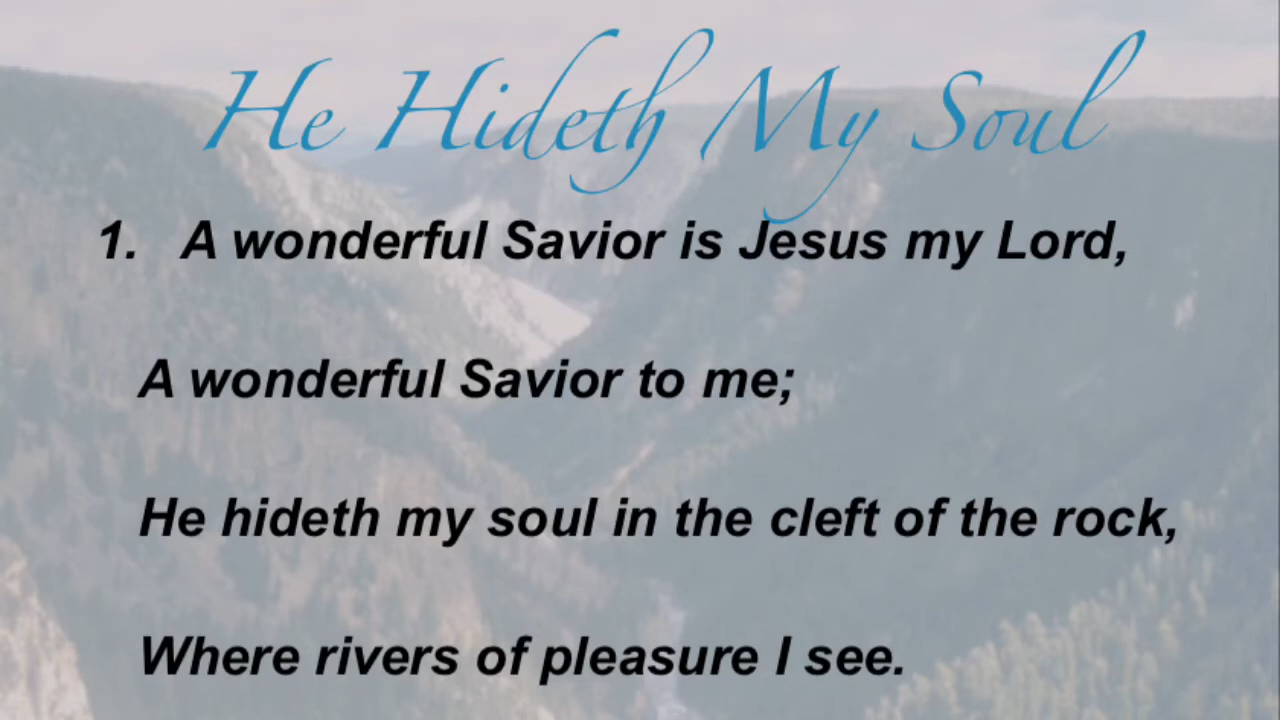 He Hideth My Soul
1. A wonderful Savior is Jesus my Lord,
A wonderful Savior to me;
He hideth my soul in the cleft of the rock,
Where rivers of pleasure I see.